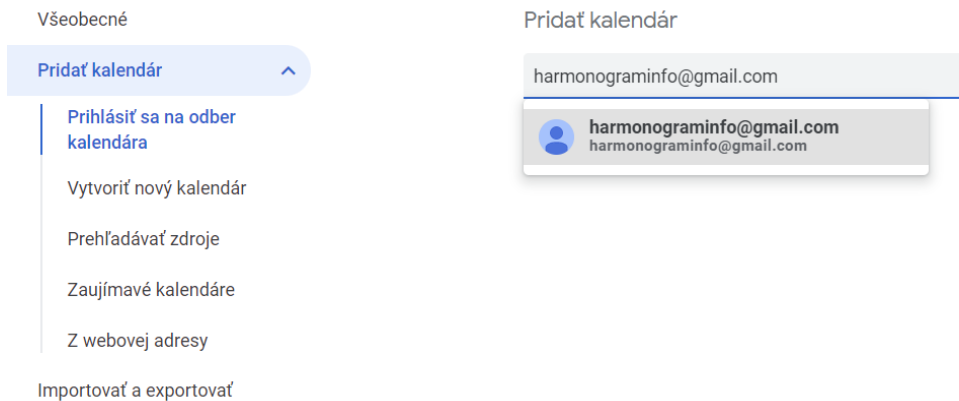 Všeobecné
Pridať kalendár
Prihlásiť sa na odber
kalendára
Vytvoriť nový kalendár
Prehľadávať zdroje
Zaujímavé kalendáre
Z webovej adresy
Importovať a exportovať
Pridať kalendár
harmonograminfo@gmail.com
harmonograminfo@gmail.com
harmonograminfo@gmail.com